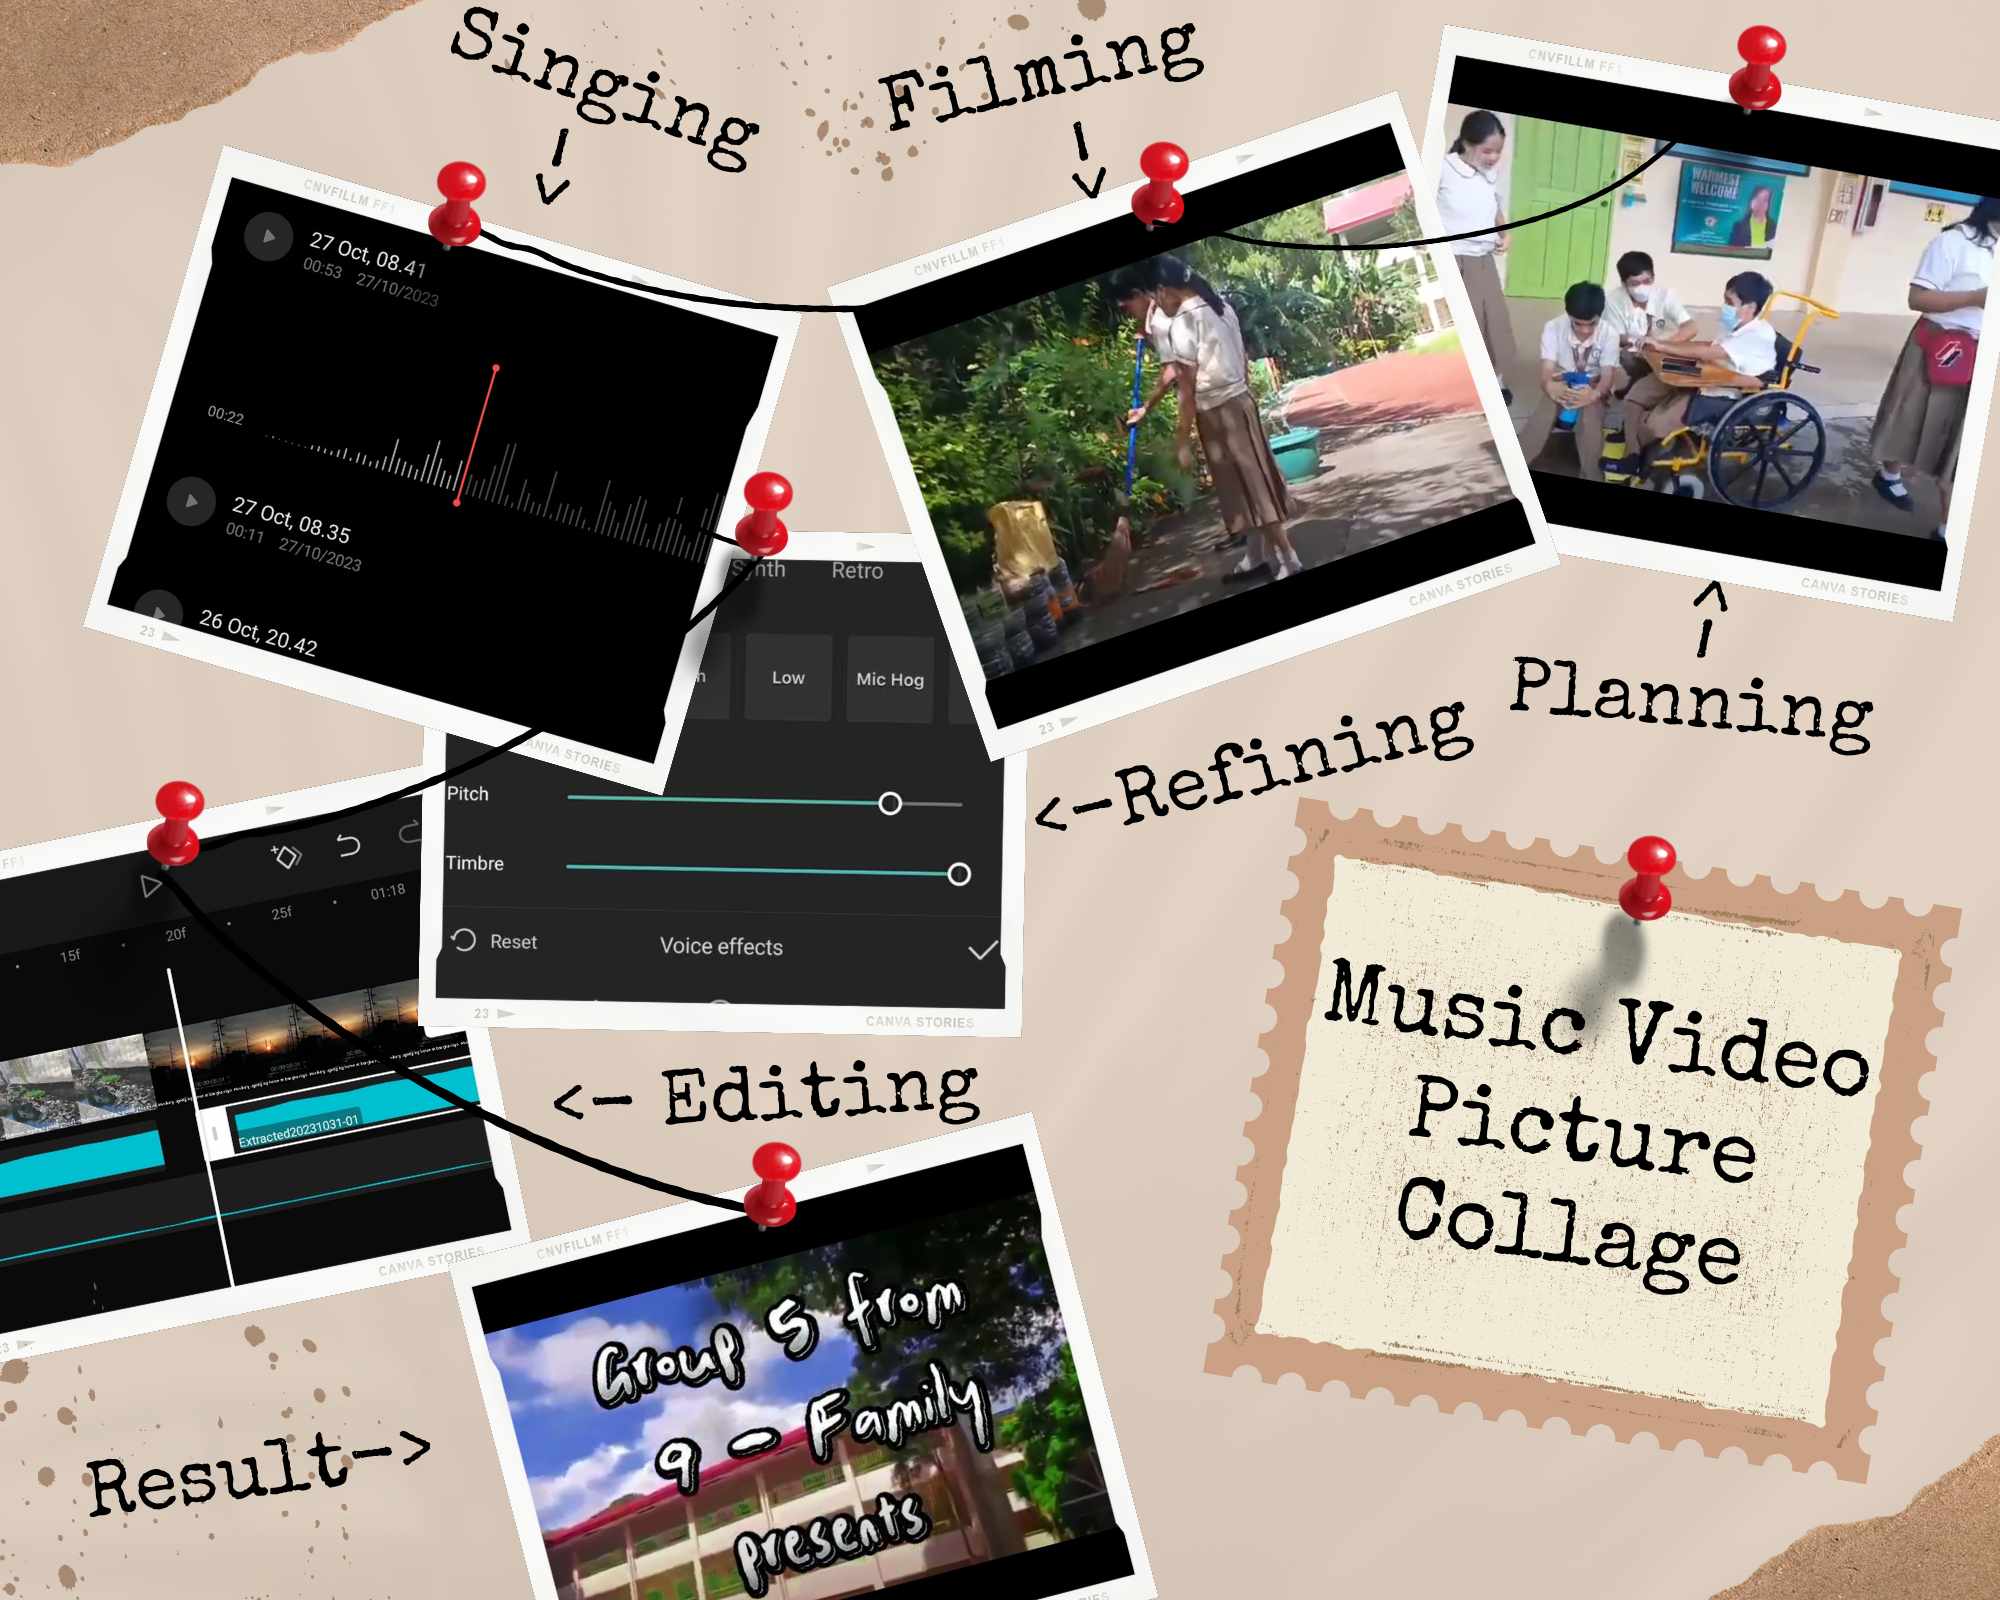 Singing
Filming
CNVFILLM FF1
WARMEST
WELCOME
EXIT
CNVFILLM FF1
27 Oct, 08.41
00:53 27/10/2023
00:22
27 Oct, 08.35
00:11 27/10/2023
26 Oct, 20.42
23
CANVA STORIES
CNVFILLM FF1
23
CANVA STORIES
CANVA STORIES
Planning
Synth Retro
Low Mic Hog
Pitch
Timbre
Reset Voice effects
23
CANVA STORIES
<-Refining
FF1
15f 20f 25f 01:18
Extracted20231031-01
CANVA STORIES
<- Editing
Music Video
Picture
Collage
CNVFILLM FF1
Group 5 from
9 - Family
presents
Result->